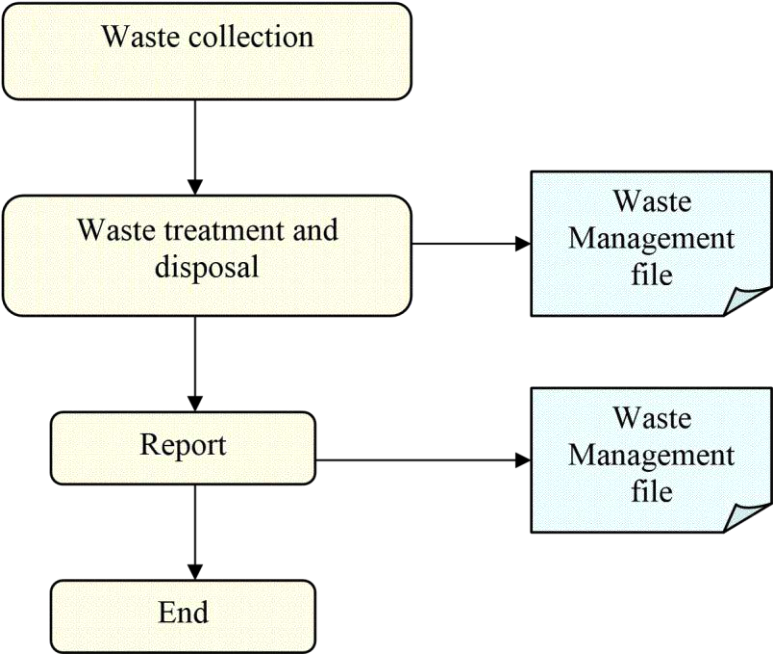 Waste collection
Waste treatment and
disposal
Waste
Management
file
Report
Waste
Management
file
End